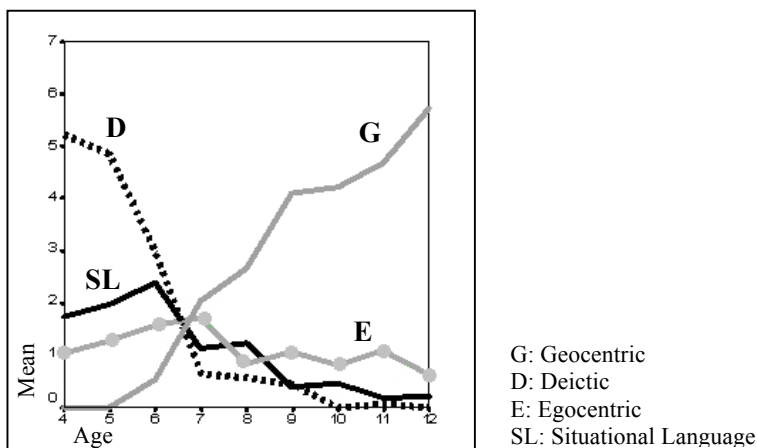 7
6
5
4
3
2
1
0
D
G
SL
E
Mean
4 5 6 7 8 9 10 11 12
Age
G: Geocentric
D: Deictic
E: Egocentric
SL: Situational Language